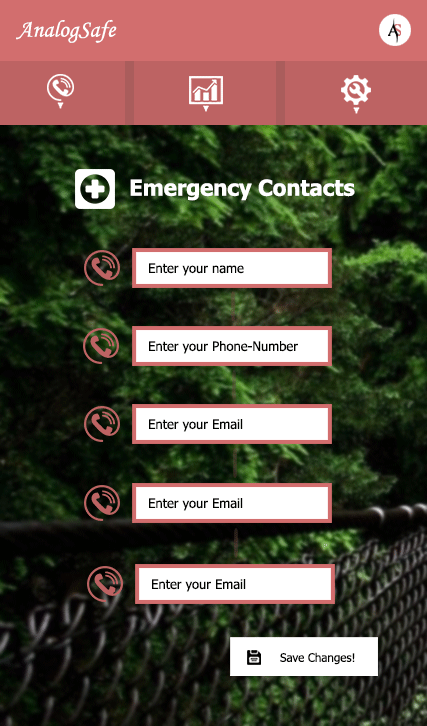 AnalogSafe
AS
Emergency Contacts
Enter your name
Enter your Phone-Number
Enter your Email
Enter your Email
Enter your Email
Save Changes!